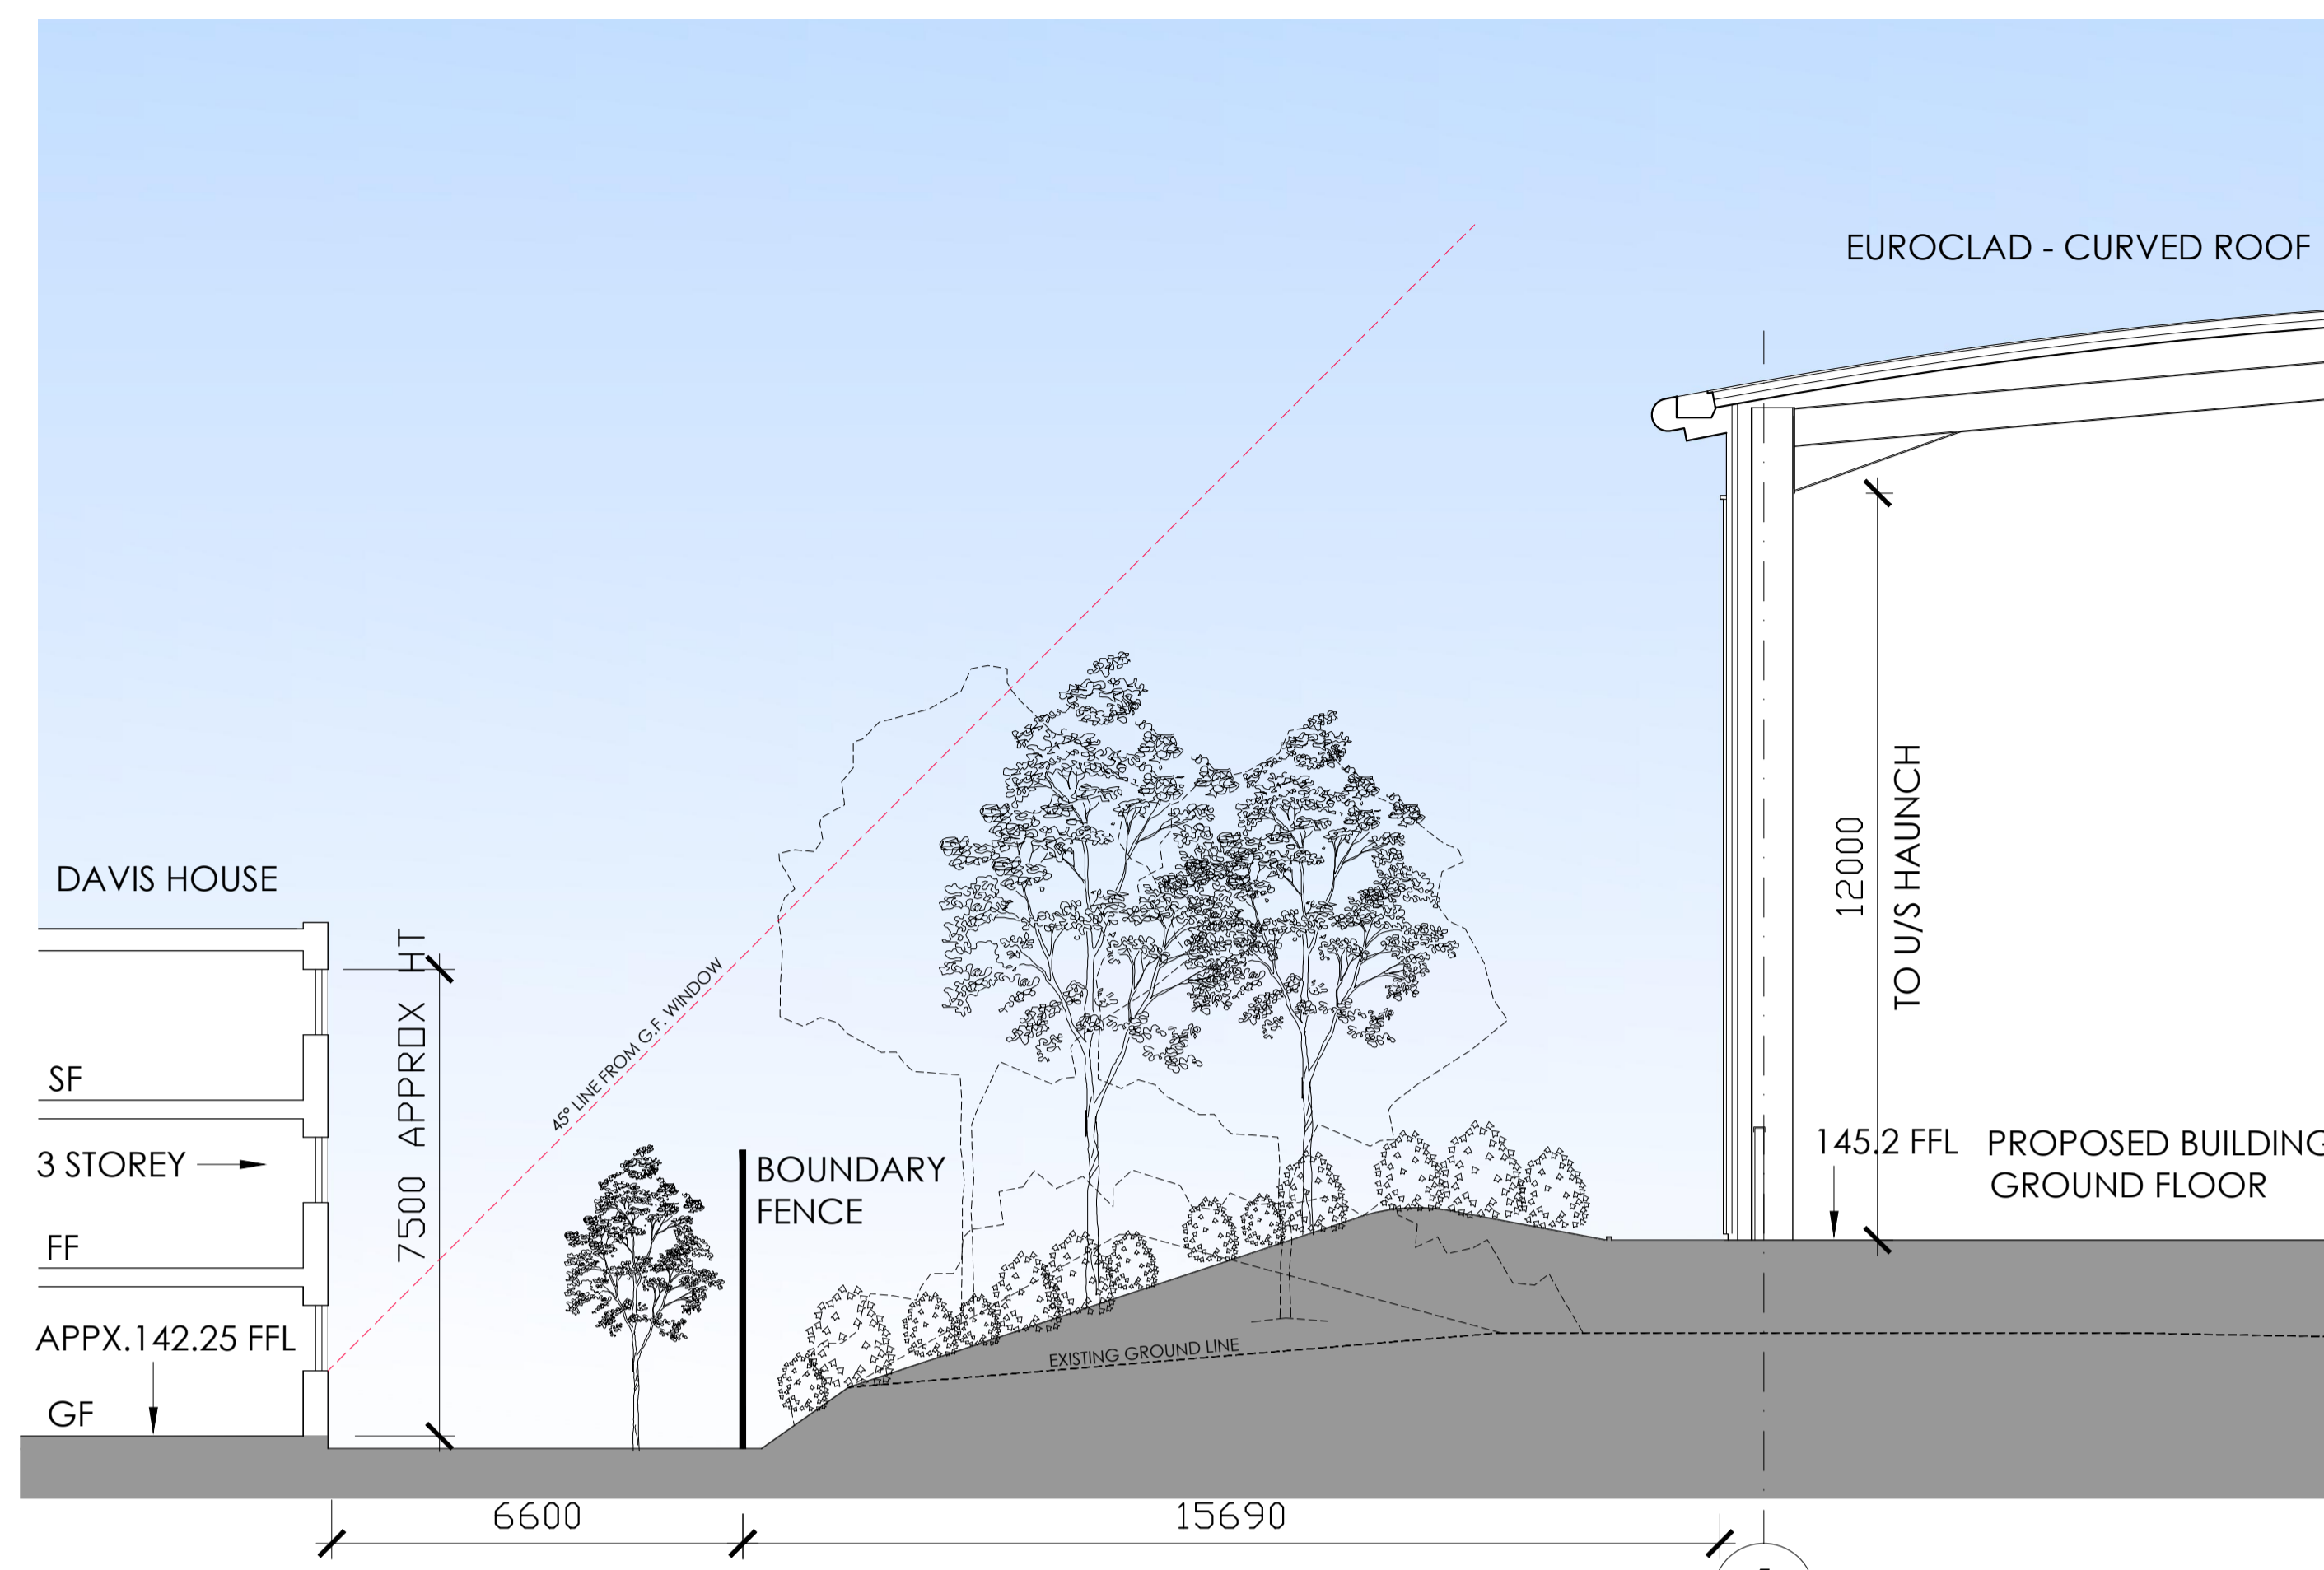 EUROCLAD - CURVED ROOF
DAVIS HOUSE
7500 APPROX HT
45° LINE FROM G.F. WINDOW
12000
TO U/S HAUNCH
SF
3 STOREY
FF
APPX.142.25 FFL
GF
BOUNDARY
FENCE
145.2 FFL
PROPOSED BUILDING
GROUND FLOOR
EXISTING GROUND LINE
6600
15690